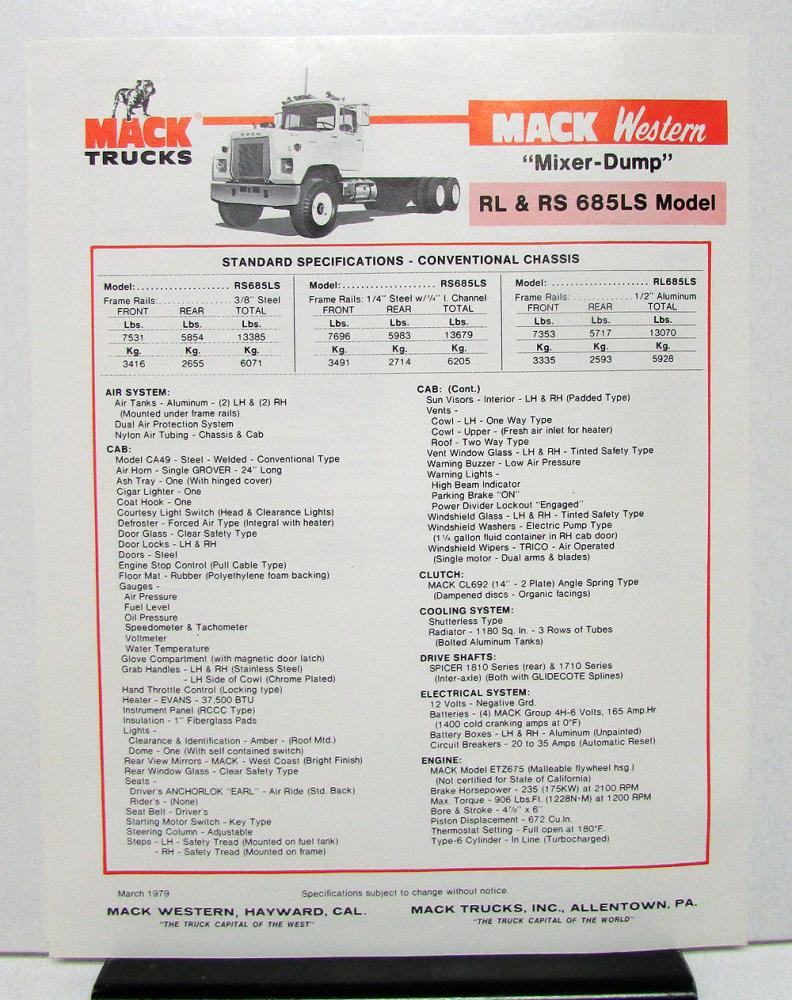 MACK
TRUCKS
MACK Western
"Mixer-Dump"
RL & RS 685LS Model
STANDARD SPECIFICATIONS - CONVENTIONAL CHASSIS
Model:.................... RS685LS
Frame Rails:.............. 3/8" Steel
FRONT REAR TOTAL
Lbs. Lbs. Lbs.
7531 5854 13385
Kg. Kg. Kg.
3416 2655 6071
Model:.................... RS685LS
Frame Rails: 1/4" Steel w/1/4" I. Channel
FRONT REAR TOTAL
Lbs. Lbs. Lbs.
7696 5983 13679
Kg. Kg. Kg.
3491 2714 6205
Model: .................... RL685LS
Frame Rails:.............. 1/2" Aluminum
FRONT REAR TOTAL
Lbs. Lbs. Lbs.
7353 5717 13070
Kg. Kg. Kg.
3335 2593 5928
AIR SYSTEM:
Air Tanks - Aluminum - (2) LH & (2) RH
(Mounted under frame rails)
Dual Air Protection System
Nylon Air Tubing - Chassis & Cab
CAB:
Model CA49 - Steel - Welded - Conventional Type
Air Horn - Single GROVER - 24" Long
Ash Tray - One (With hinged cover)
Cigar Lighter - One
Coat Hook - One
Courtesy Light Switch (Head & Clearance Lights)
Defroster - Forced Air Type (Integral with heater)
Door Glass - Clear Safety Type
Door Locks - LH & RH
Doors - Steel
Engine Stop Control (Pull Cable Type)
Floor Mat - Rubber (Polyethylene foam backing)
Gauges -
Air Pressure
Fuel Level
Oil Pressure
Speedometer & Tachometer
Voltmeter
Water Temperature
Glove Compartment (with magnetic door latch)
Grab Handles - LH & RH (Stainless Steel)
- LH Side of Cowl (Chrome Plated)
Hand Throttle Control (Locking type)
Heater - EVANS - 37,500 BTU
Instrument Panel (RCCC Type)
Insulation - 1" Fiberglass Pads
Lights -
Clearance & Identification - Amber - (Roof Mtd.)
Dome - One (With self contained switch)
Rear View Mirrors - MACK - West Coast (Bright Finish)
Rear Window Glass - Clear Safety Type
Seats -
Driver's ANCHORLOK "EARL" - Air Ride (Std. Back)
Rider's - (None)
Seat Belt - Driver's
Starting Motor Switch - Key Type
Steering Column - Adjustable
Steps - LH - Safety Tread (Mounted on fuel tank)
- RH - Safety Tread (Mounted on frame)
CAB: (Cont.)
Sun Visors - Interior - LH & RH (Padded Type)
Vents -
Cowl - LH - One Way Type
Cowl - Upper - (Fresh air inlet for heater)
Roof - Two Way Type
Vent Window Glass - LH & RH - Tinted Safety Type
Warning Buzzer - Low Air Pressure
Warning Lights -
High Beam Indicator
Parking Brake "ON"
Power Divider Lockout "Engaged"
Windshield Glass - LH & RH - Tinted Safety Type
Windshield Washers - Electric Pump Type
(1 1/4 gallon fluid container in RH cab door)
Windshield Wipers - TRICO - Air Operated
(Single motor - Dual arms & blades)
CLUTCH:
MACK CL692 (14" - 2 Plate) Angle Spring Type
(Dampened discs - Organic facings)
COOLING SYSTEM:
Shutterless Type
Radiator - 1180 Sq. In. - 3 Rows of Tubes
(Bolted Aluminum Tanks)
DRIVE SHAFTS:
SPICER 1810 Series (rear) & 1710 Series
(Inter-axle) (Both with GLIDECOTE Splines)
ELECTRICAL SYSTEM:
12 Volts - Negative Grd.
Batteries - (4) MACK Group 4H-6 Volts, 165 Amp.Hr.
(1400 cold cranking amps at 0°F)
Battery Boxes - LH & RH - Aluminum (Unpainted)
Circuit Breakers - 20 to 35 Amps (Automatic Reset)
ENGINE:
MACK Model ETZ675 (Malleable flywheel hsg.)
(Not certified for State of California)
Brake Horsepower - 235 (175KW) at 2100 RPM
Max. Torque - 906 Lbs.Ft. (1228N•M) at 1200 RPM
Bore & Stroke - 4 7/8" x 6"
Piston Displacement - 672 Cu.In.
Thermostat Setting - Full open at 180°F.
Type-6 Cylinder - In Line (Turbocharged)
March 1979
Specifications subject to change without notice.
MACK WESTERN, HAYWARD, CAL.
"THE TRUCK CAPITAL OF THE WEST"
MACK TRUCKS, INC., ALLENTOWN, PA.
"THE TRUCK CAPITAL OF THE WORLD"